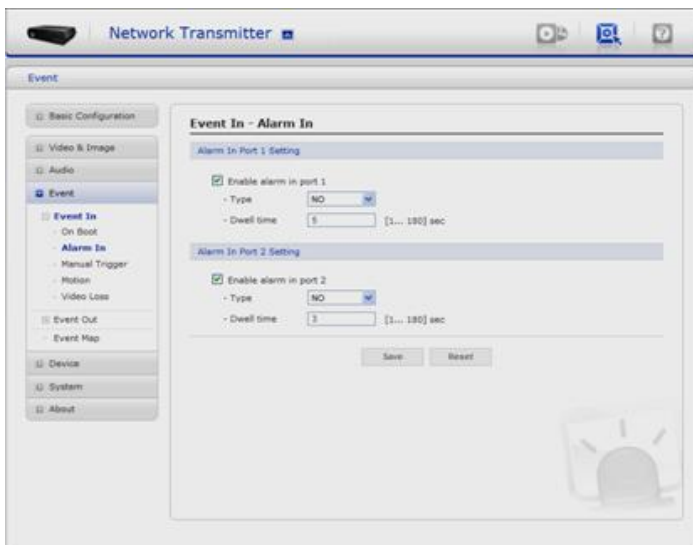 Network Transmitter
Event
Basic Configuration
Video & Image
Audio
Event
Event In
On Boot
Alarm In
Manual Trigger
Motion
Video Loss
Event Out
Event Map
Device
System
About
Event In - Alarm In
Alarm In Port 1 Setting
Enable alarm in port 1
- Type NO
- Dwell time 5 [1... 180] sec
Alarm In Port 2 Setting
Enable alarm in port 2
- Type NO
- Dwell time 3 [1... 180] sec
Save Reset